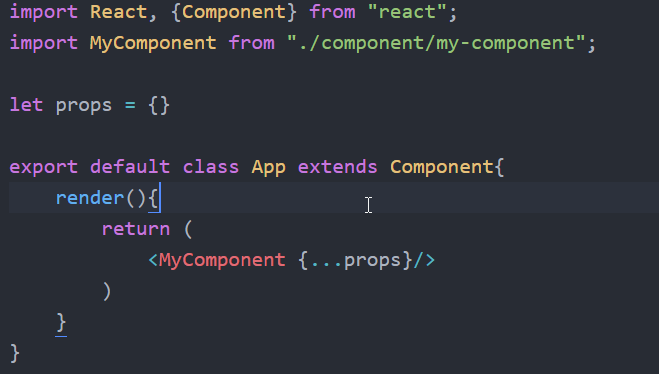 import React, {Component} from "react";
import MyComponent from "./component/my-component";
let props = {}
export default class App extends Component{
render(){
return (
<MyComponent {...props}/>
)
}
}